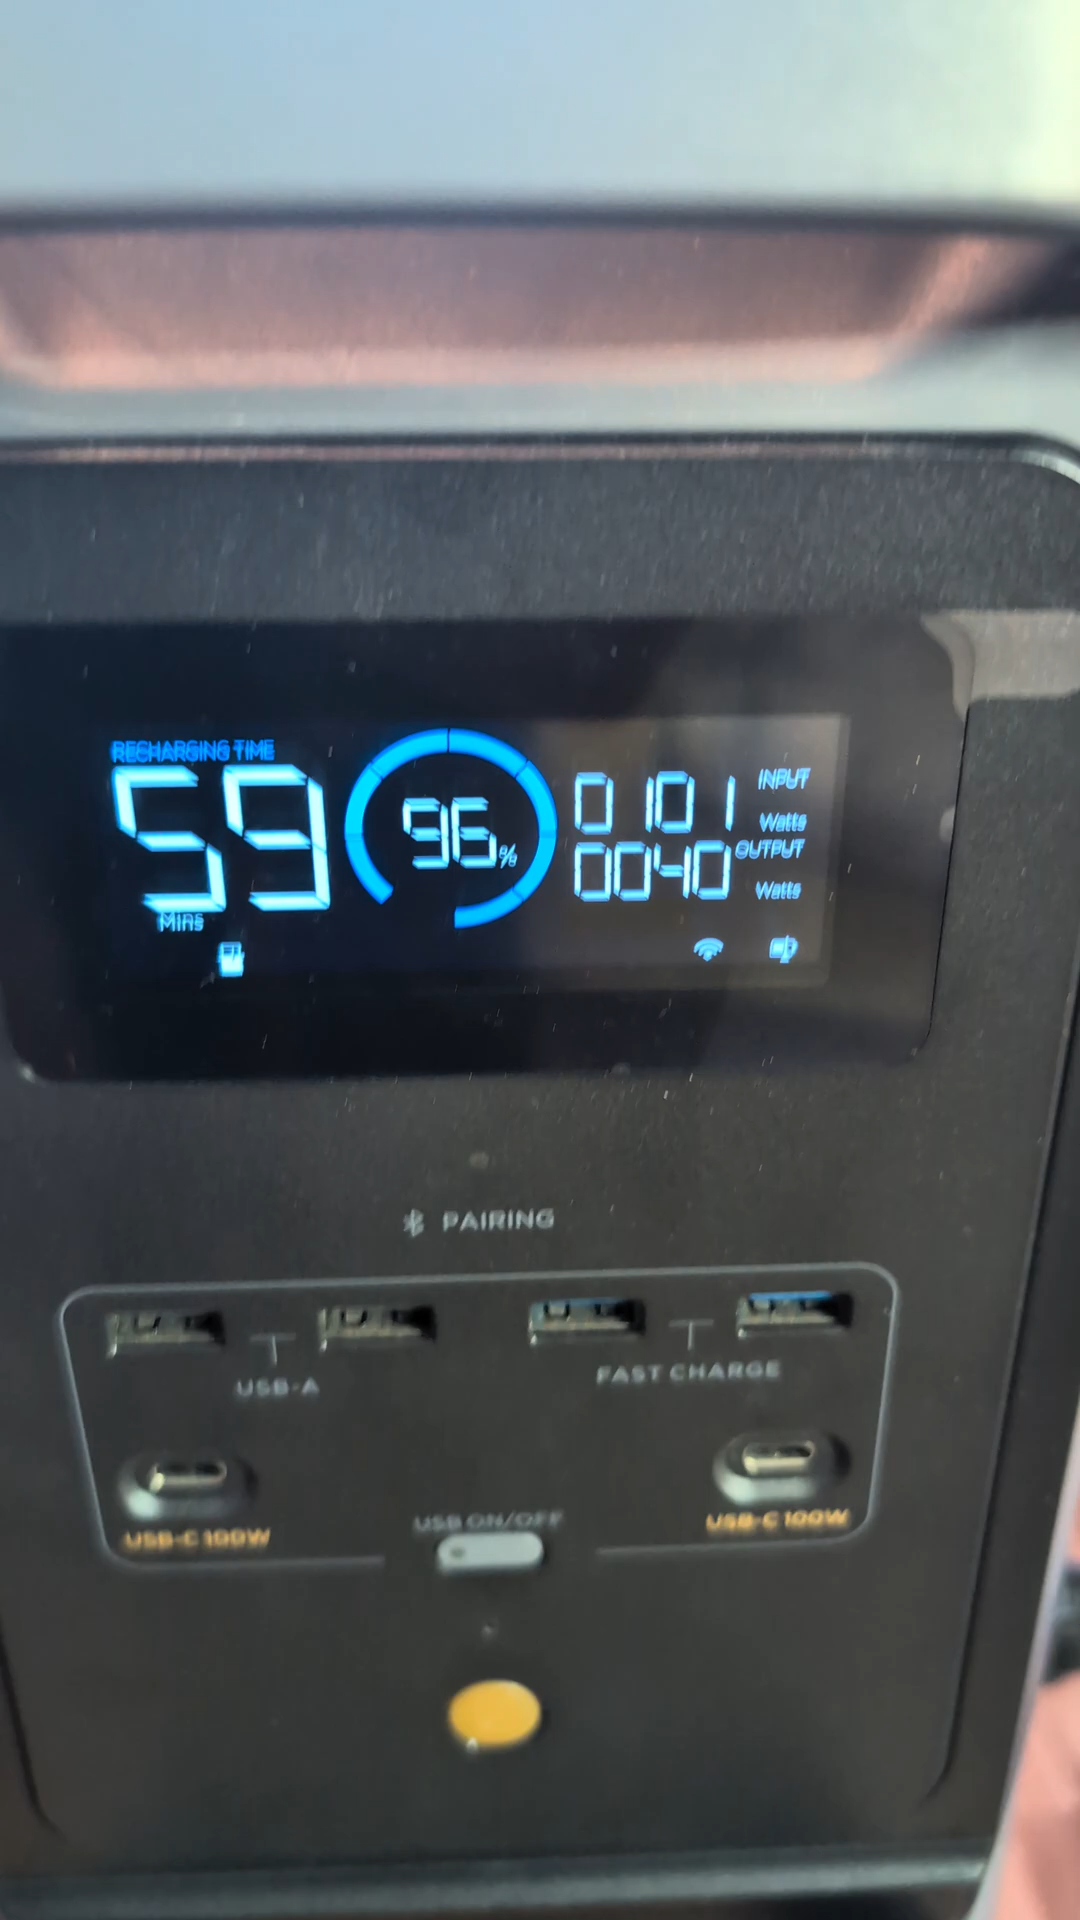 RECHARGING TIME
59
Mins
96%
0101 INPUT Watts
0040 OUTPUT Watts
PAIRING
USB-A
FAST CHARGE
USB-C 100W
USB ON/OFF
USB-C 100W